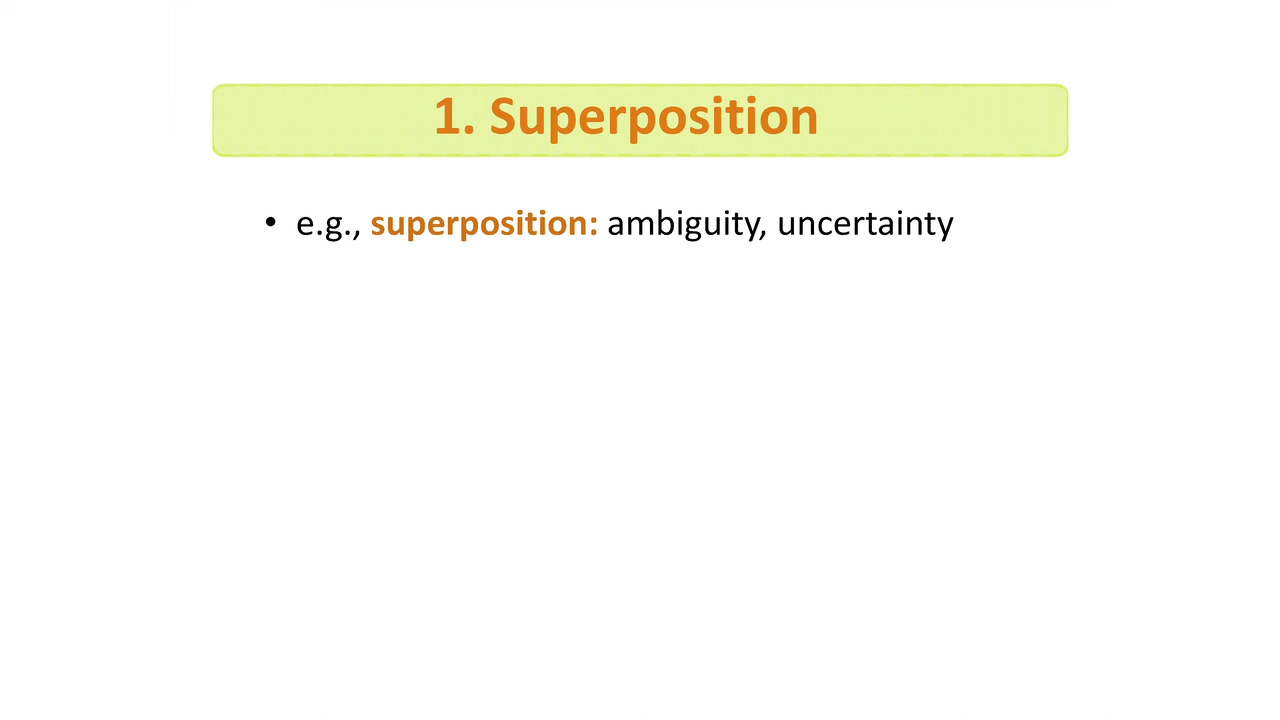 1. Superposition
• e.g., superposition: ambiguity, uncertainty